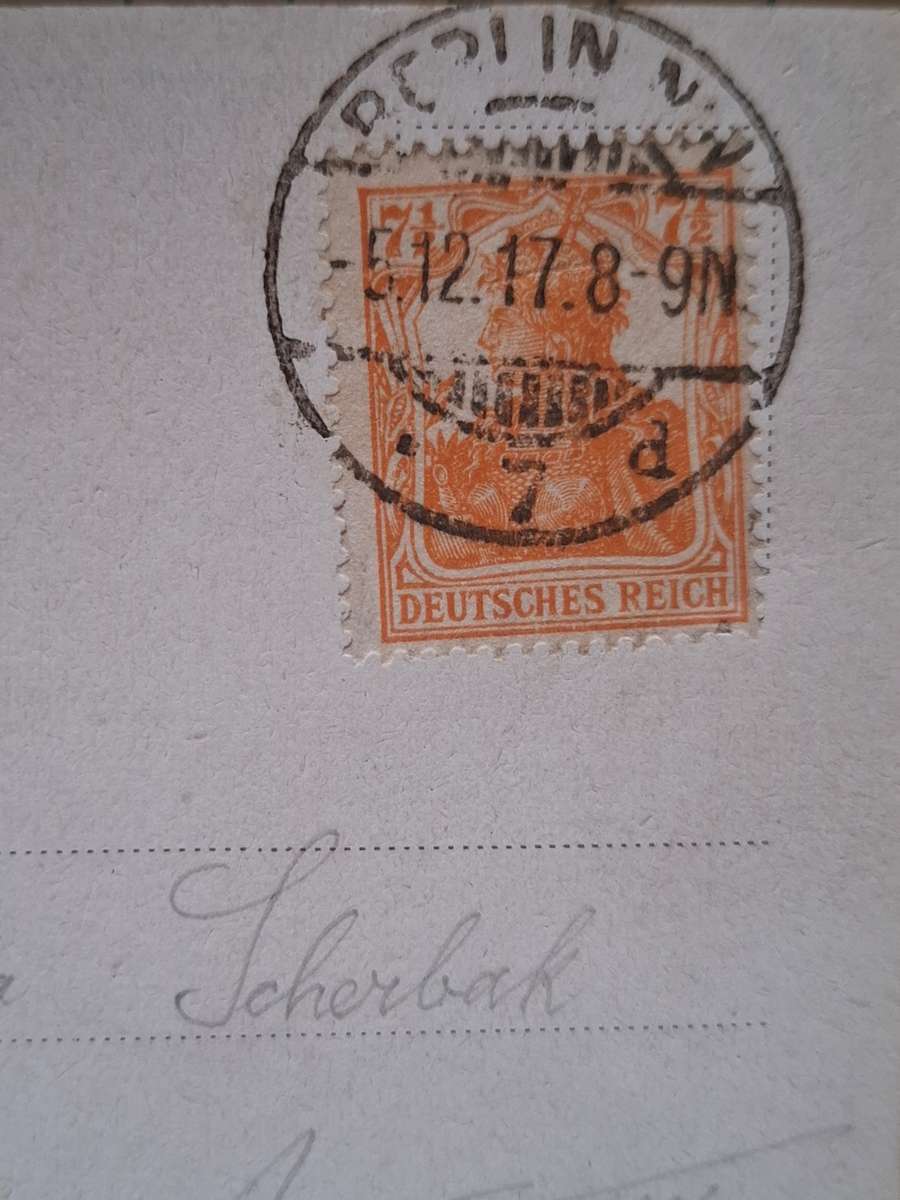 BERLIN N.W.
7½ 7½
-5.12.17.8-9N.
7 d
DEUTSCHES REICH
Scherbak